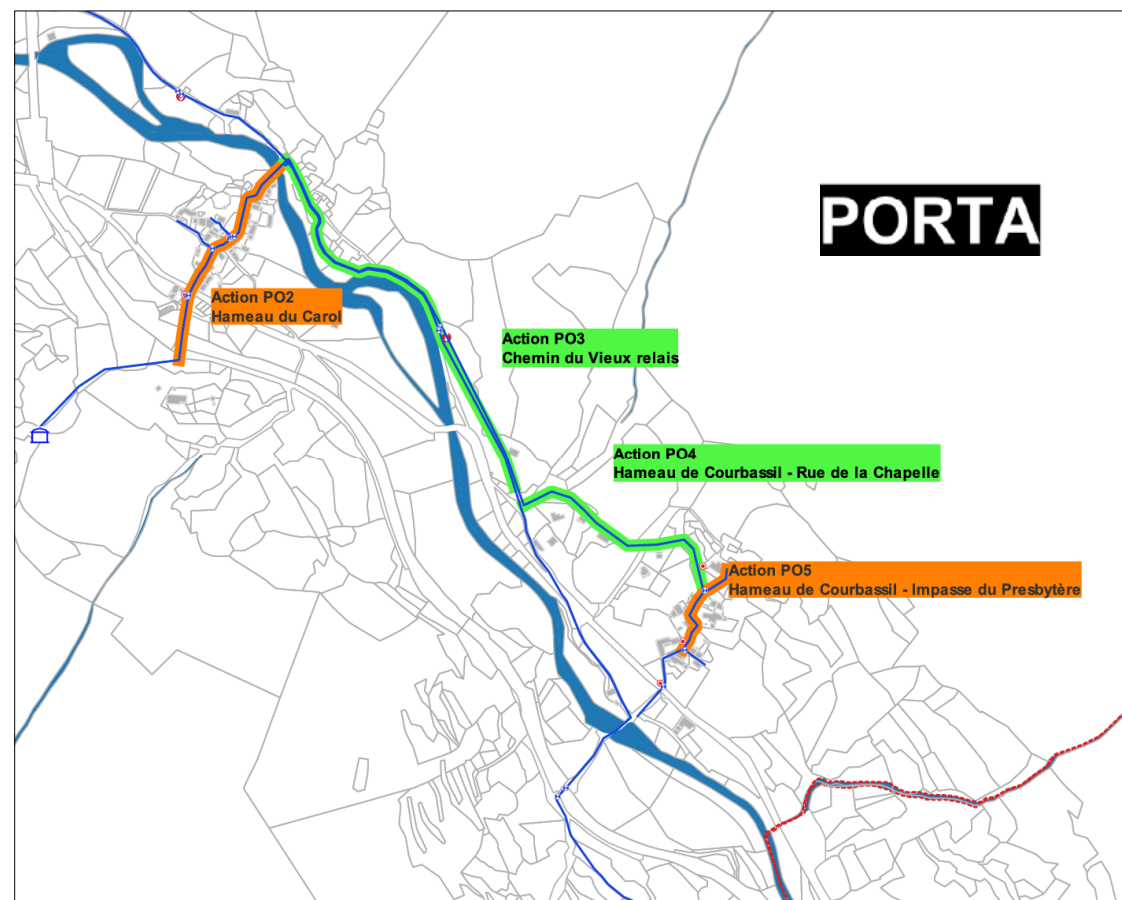 PORTA
Action PO2
Hameau du Carol
Action PO3
Chemin du Vieux relais
Action PO4
Hameau de Courbassil - Rue de la Chapelle
Action PO5
Hameau de Courbassil - Impasse du Presbytère